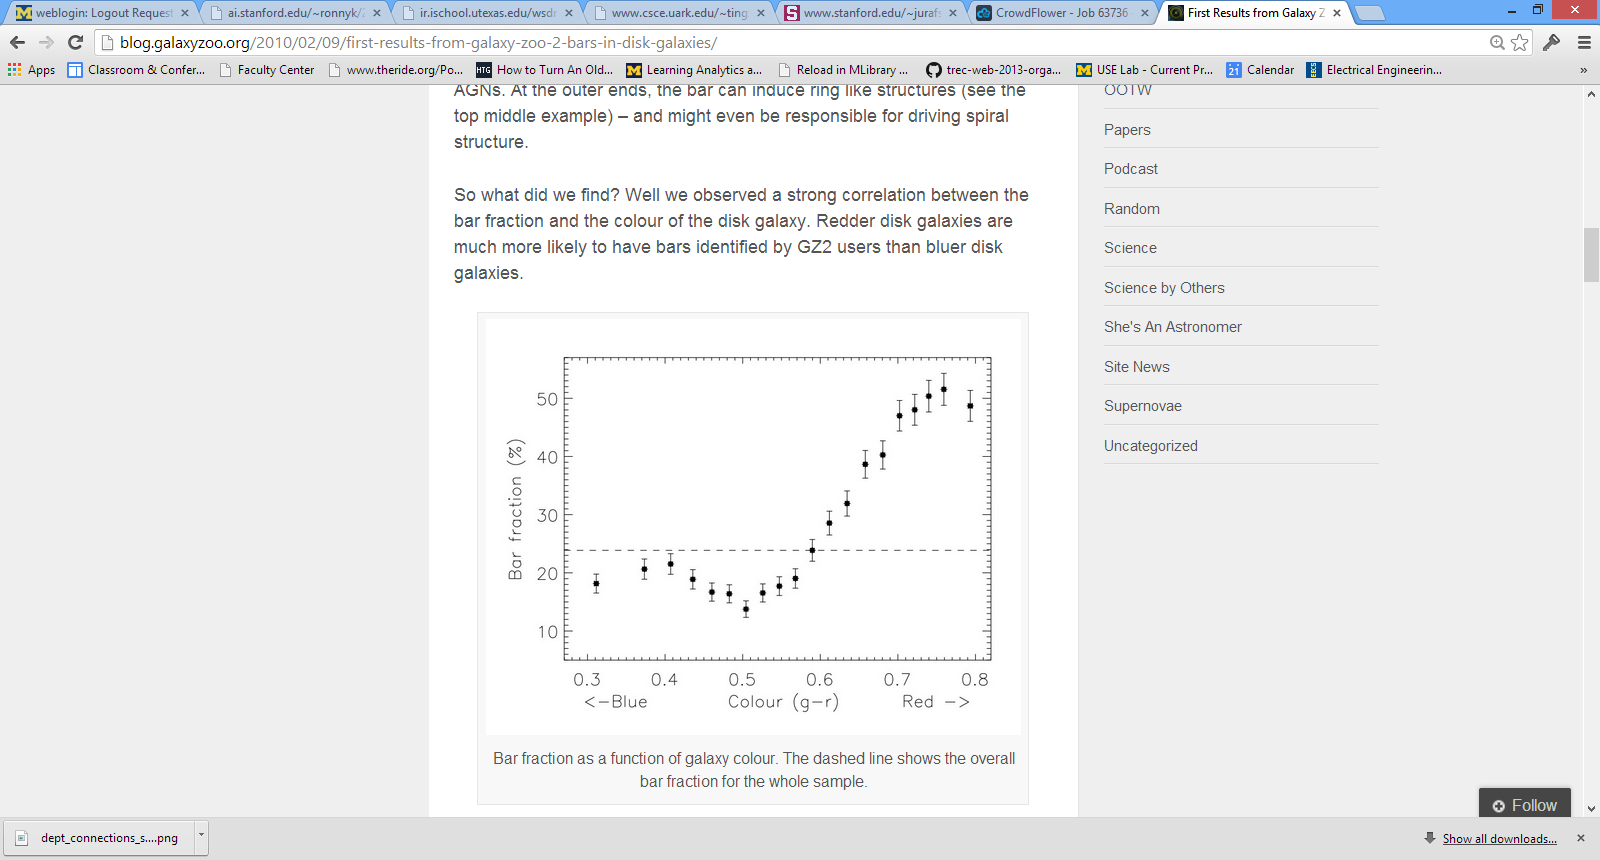 weblogin: Logout Request
ai.stanford.edu/~ronnyk/
ir.ischool.utexas.edu/wsd
www.csce.uark.edu/~ting
www.stanford.edu/~juraf
CrowdFlower - Job 63736
First Results from Galaxy Z
blog.galaxyzoo.org/2010/02/09/first-results-from-galaxy-zoo-2-bars-in-disk-galaxies/
Apps
Classroom & Confer...
Faculty Center
www.theride.org/Po...
HTG How to Turn An Old...
Learning Analytics a...
Reload in MLibrary ...
trec-web-2013-orga...
USE Lab - Current Pr...
21 Calendar
EECS Electrical Engineerin...
»
AGNs. At the outer ends, the bar can induce ring like structures (see the
top middle example) – and might even be responsible for driving spiral
structure.
So what did we find? Well we observed a strong correlation between the
bar fraction and the colour of the disk galaxy. Redder disk galaxies are
much more likely to have bars identified by GZ2 users than bluer disk
galaxies.
Bar fraction (%)
50
40
30
20
10
0.3 0.4 0.5 0.6 0.7 0.8
<-Blue Colour (g-r) Red ->
Bar fraction as a function of galaxy colour. The dashed line shows the overall
bar fraction for the whole sample.
OOTW
Papers
Podcast
Random
Science
Science by Others
She's An Astronomer
Site News
Supernovae
Uncategorized
Follow
dept_connections_s....png
Show all downloads...